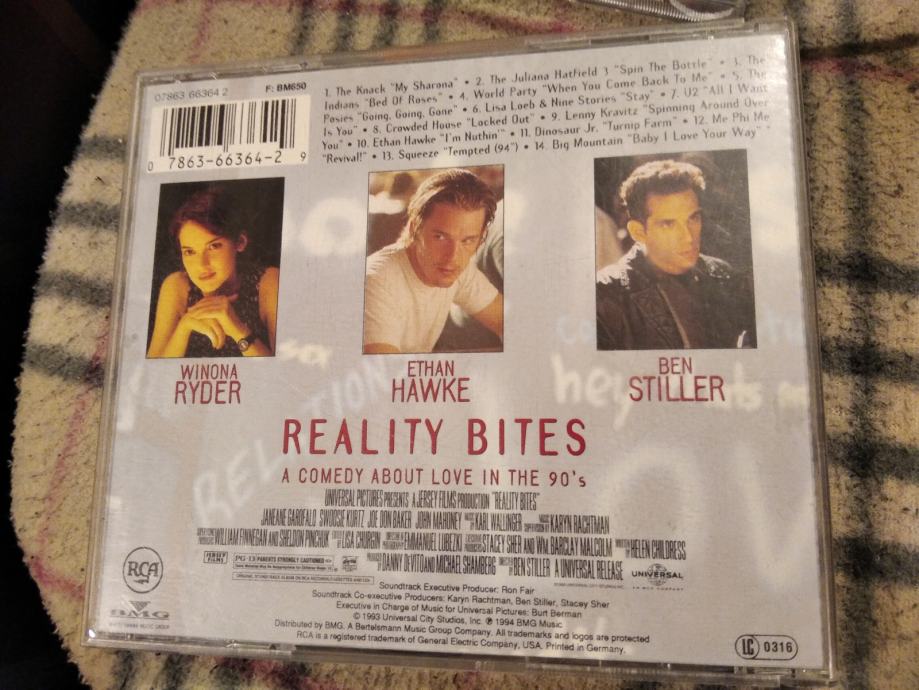 07863 66364 2
F: BM650
0 7863-66364-2 9
1. The Knack "My Sharona" • 2. The Juliana Hatfield 3 "Spin The Bottle" • 3. The
Indians "Bed Of Roses" • 4. World Party "When You Come Back To Me" • 5. The
Posies "Going, Going, Gone" • 6. Lisa Loeb & Nine Stories "Stay" • 7. U2 "All I Want
Is You" • 8. Crowded House "Locked Out" • 9. Lenny Kravitz "Spinning Around Over
You" • 10. Ethan Hawke "I'm Nuthin'" • 11. Dinosaur Jr. "Turnip Farm" • 12. Me Phi Me
"Revival!" • 13. Squeeze "Tempted (94')" • 14. Big Mountain "Baby I Love Your Way"
WINONA
RYDER
ETHAN
HAWKE
BEN
STILLER
hey
REALITY BITES
A COMEDY ABOUT LOVE IN THE 90's
UNIVERSAL PICTURES PRESENTS A JERSEY FILMS PRODUCTION "REALITY BITES"
JANEANE GAROFALO SWOOSIE KURTZ JOE DON BAKER JOHN MAHONEY MUSIC BY KARL WALLINGER KARYN RACHTMAN
WILLIAM FINNEGAN AND SHELDON PINCHUK LISA CHURGIN EMMANUEL LUBEZKI STACEY SHER AND WM. BARCLAY MALCOLM HELEN CHILDRESS
DANNY DEVITO AND MICHAEL SHAMBERG BEN STILLER A UNIVERSAL RELEASE
JERSEY FILMS
PG-13 PARENTS STRONGLY CAUTIONED
UNIVERSAL
RCA
BMG
Soundtrack Executive Producer: Ron Fair
Soundtrack Co-executive Producers: Karyn Rachtman, Ben Stiller, Stacey Sher
Executive in Charge of Music for Universal Pictures: Burt Berman
© 1993 Universal City Studios, Inc. ℗ 1994 BMG Music
Distributed by BMG. A Bertelsmann Music Group Company. All trademarks and logos are protected
RCA is a registered trademark of General Electric Company, USA. Printed in Germany.
LC 0316